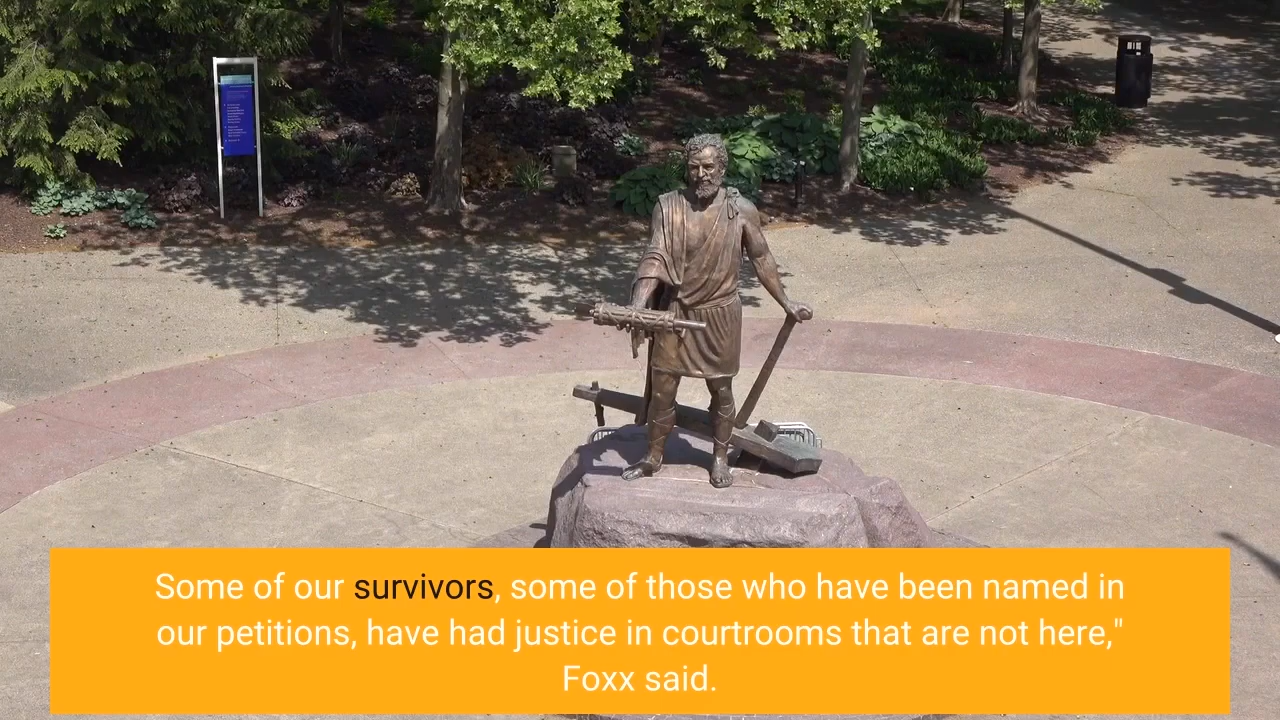 Some of our survivors, some of those who have been named in
our petitions, have had justice in courtrooms that are not here,"
Foxx said.